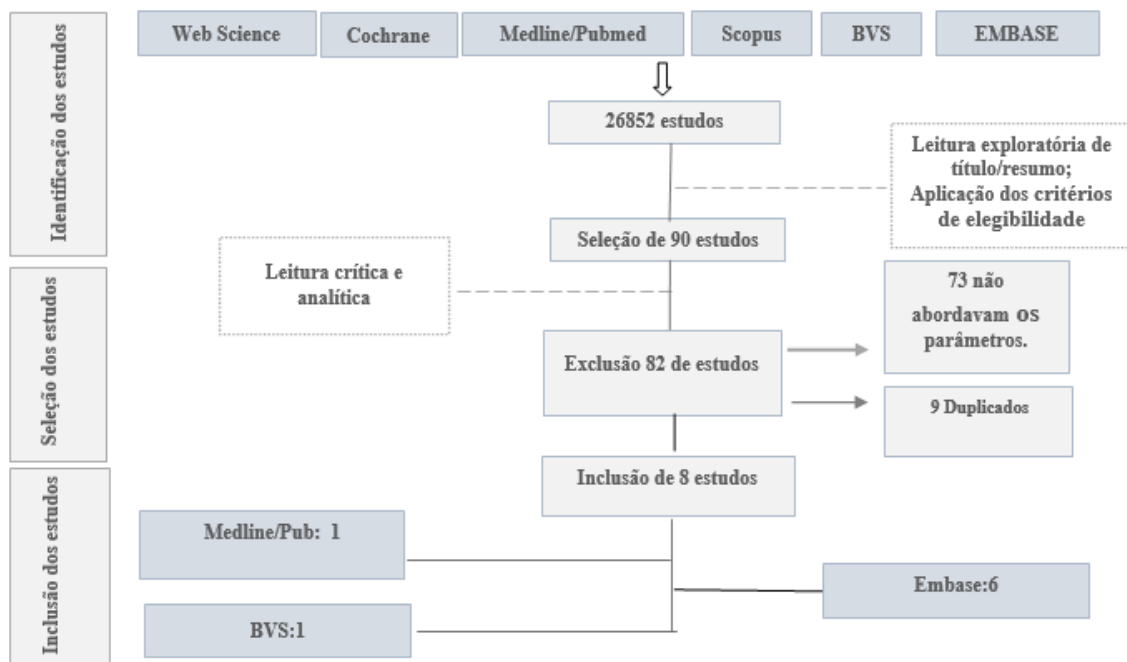 Identificação dos estudos
Web Science
Cochrane
Medline/Pubmed
Scopus
BVS
EMBASE
26852 estudos
Leitura exploratória de
título/resumo;
Aplicação dos critérios
de elegibilidade
Seleção de 90 estudos
Seleção dos estudos
Leitura crítica e
analítica
73 não
abordavam os
parâmetros.
Exclusão 82 de estudos
9 Duplicados
Inclusão dos estudos
Inclusão de 8 estudos
Medline/Pub: 1
Embase:6
BVS:1